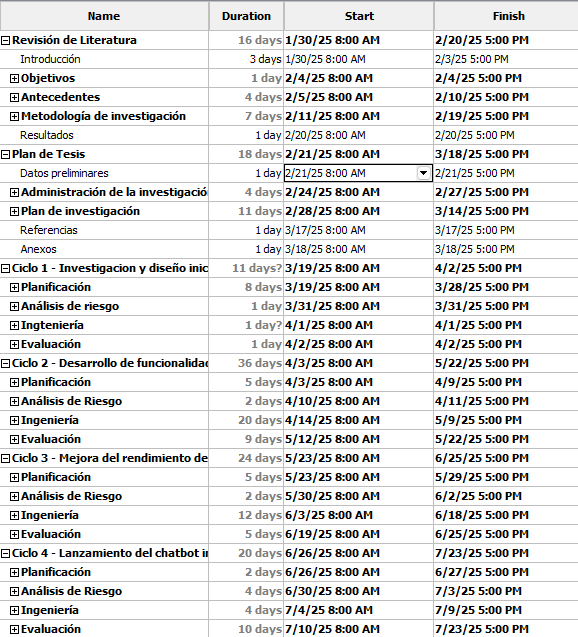 Name Duration Start Finish
Revisión de Literatura 16 days 1/30/25 8:00 AM 2/20/25 5:00 PM
Introducción 3 days 1/30/25 8:00 AM 2/3/25 5:00 PM
Objetivos 1 day 2/4/25 8:00 AM 2/4/25 5:00 PM
Antecedentes 4 days 2/5/25 8:00 AM 2/10/25 5:00 PM
Metodología de investigación 7 days 2/11/25 8:00 AM 2/19/25 5:00 PM
Resultados 1 day 2/20/25 8:00 AM 2/20/25 5:00 PM
Plan de Tesis 18 days 2/21/25 8:00 AM 3/18/25 5:00 PM
Datos preliminares 1 day 2/21/25 8:00 AM 2/21/25 5:00 PM
Administración de la investigació 4 days 2/24/25 8:00 AM 2/27/25 5:00 PM
Plan de investigación 11 days 2/28/25 8:00 AM 3/14/25 5:00 PM
Referencias 1 day 3/17/25 8:00 AM 3/17/25 5:00 PM
Anexos 1 day 3/18/25 8:00 AM 3/18/25 5:00 PM
Ciclo 1 - Investigacion y diseño inic 11 days? 3/19/25 8:00 AM 4/2/25 5:00 PM
Planificación 8 days 3/19/25 8:00 AM 3/28/25 5:00 PM
Análisis de riesgo 1 day 3/31/25 8:00 AM 3/31/25 5:00 PM
Ingteniería 1 day? 4/1/25 8:00 AM 4/1/25 5:00 PM
Evaluación 1 day 4/2/25 8:00 AM 4/2/25 5:00 PM
Ciclo 2 - Desarrollo de funcionalidad 36 days 4/3/25 8:00 AM 5/22/25 5:00 PM
Planificación 5 days 4/3/25 8:00 AM 4/9/25 5:00 PM
Análisis de Riesgo 2 days 4/10/25 8:00 AM 4/11/25 5:00 PM
Ingeniería 20 days 4/14/25 8:00 AM 5/9/25 5:00 PM
Evaluación 9 days 5/12/25 8:00 AM 5/22/25 5:00 PM
Ciclo 3 - Mejora del rendimiento de 24 days 5/23/25 8:00 AM 6/25/25 5:00 PM
Planificación 5 days 5/23/25 8:00 AM 5/29/25 5:00 PM
Análisis de Riesgo 2 days 5/30/25 8:00 AM 6/2/25 5:00 PM
Ingeniería 12 days 6/3/25 8:00 AM 6/18/25 5:00 PM
Evaluación 5 days 6/19/25 8:00 AM 6/25/25 5:00 PM
Ciclo 4 - Lanzamiento del chatbot i 20 days 6/26/25 8:00 AM 7/23/25 5:00 PM
Planificación 2 days 6/26/25 8:00 AM 6/27/25 5:00 PM
Análisis de Riesgo 4 days 6/30/25 8:00 AM 7/3/25 5:00 PM
Ingeniería 4 days 7/4/25 8:00 AM 7/9/25 5:00 PM
Evaluación 10 days 7/10/25 8:00 AM 7/23/25 5:00 PM